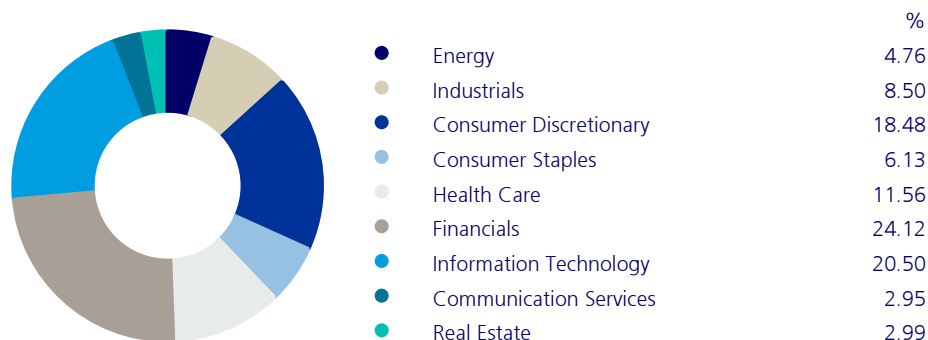 %
Energy 4.76
Industrials 8.50
Consumer Discretionary 18.48
Consumer Staples 6.13
Health Care 11.56
Financials 24.12
Information Technology 20.50
Communication Services 2.95
Real Estate 2.99